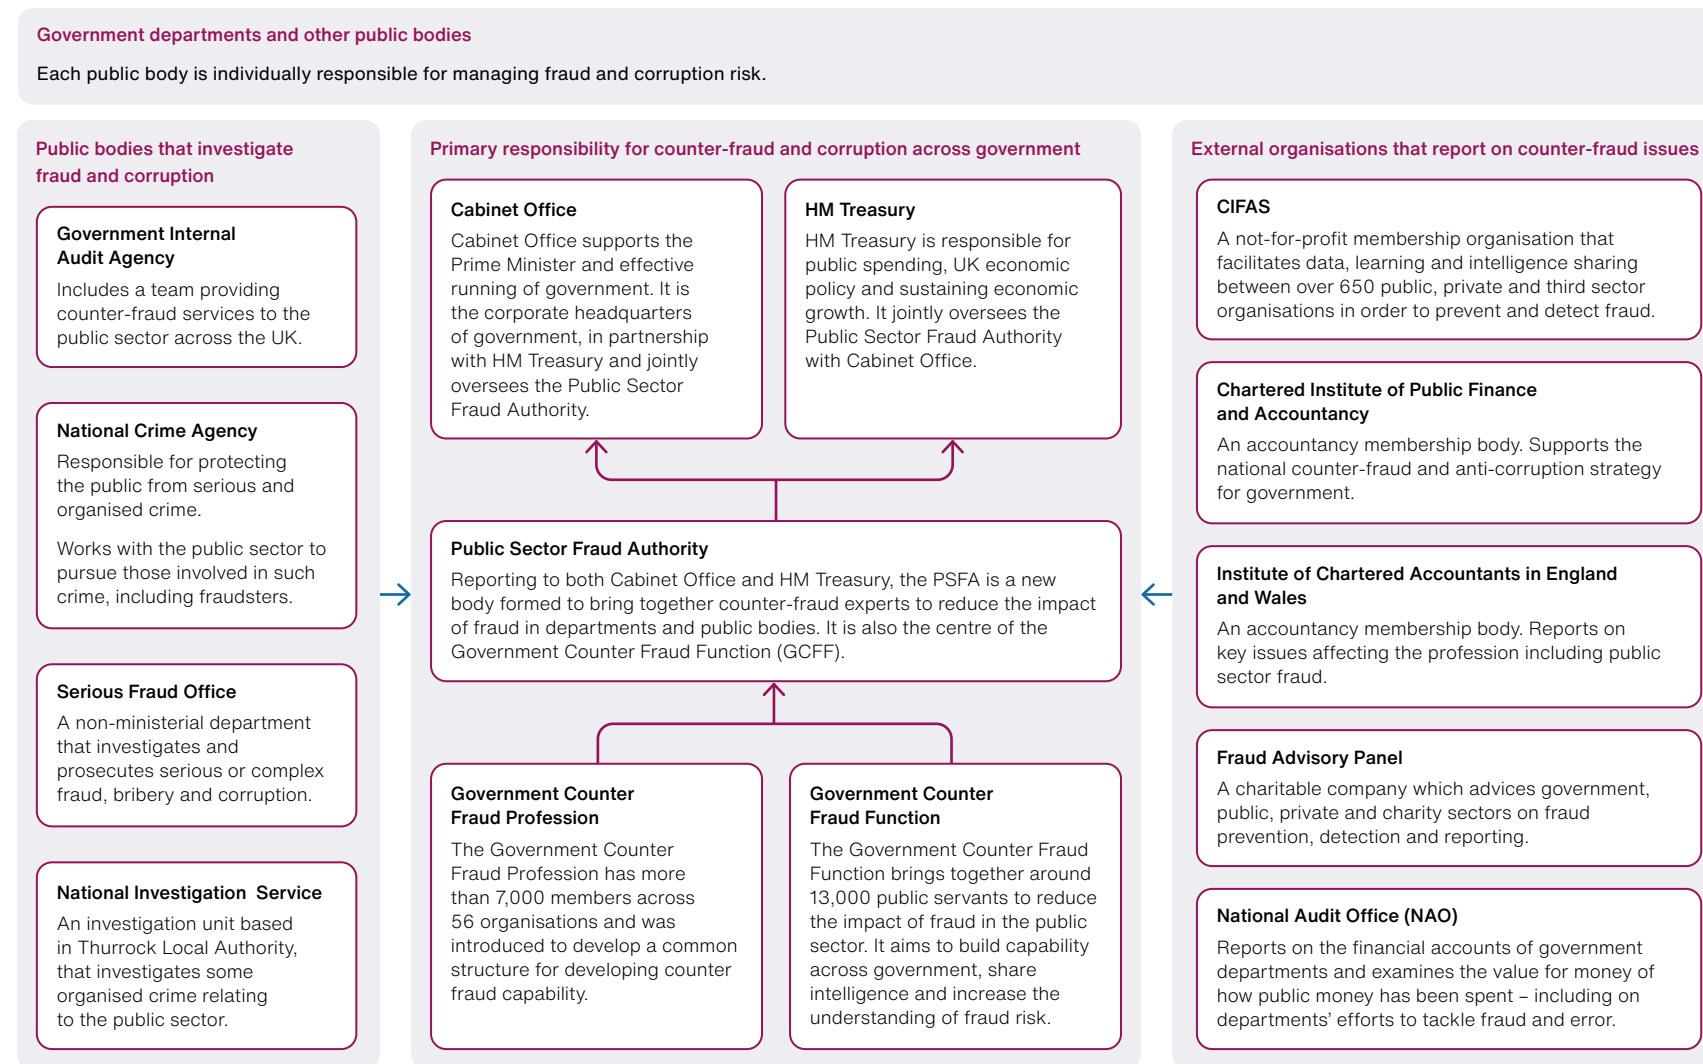 Government departments and other public bodies
Each public body is individually responsible for managing fraud and corruption risk.
Public bodies that investigate
fraud and corruption
Government Internal
Audit Agency
Includes a team providing
counter-fraud services to the
public sector across the UK.
National Crime Agency
Responsible for protecting
the public from serious and
organised crime.
Works with the public sector to
pursue those involved in such
crime, including fraudsters.
Serious Fraud Office
A non-ministerial department
that investigates and
prosecutes serious or complex
fraud, bribery and corruption.
National Investigation Service
An investigation unit based
in Thurrock Local Authority,
that investigates some
organised crime relating
to the public sector.
Primary responsibility for counter-fraud and corruption across government
Cabinet Office
Cabinet Office supports the
Prime Minister and effective
running of government. It is
the corporate headquarters
of government, in partnership
with HM Treasury and jointly
oversees the Public Sector
Fraud Authority.
HM Treasury
HM Treasury is responsible for
public spending, UK economic
policy and sustaining economic
growth. It jointly oversees the
Public Sector Fraud Authority
with Cabinet Office.
Public Sector Fraud Authority
Reporting to both Cabinet Office and HM Treasury, the PSFA is a new
body formed to bring together counter-fraud experts to reduce the impact
of fraud in departments and public bodies. It is also the centre of the
Government Counter Fraud Function (GCFF).
Government Counter
Fraud Profession
The Government Counter
Fraud Profession has more
than 7,000 members across
56 organisations and was
introduced to develop a common
structure for developing counter
fraud capability.
Government Counter
Fraud Function
The Government Counter Fraud
Function brings together around
13,000 public servants to reduce
the impact of fraud in the public
sector. It aims to build capability
across government, share
intelligence and increase the
understanding of fraud risk.
External organisations that report on counter-fraud issues
CIFAS
A not-for-profit membership organisation that
facilitates data, learning and intelligence sharing
between over 650 public, private and third sector
organisations in order to prevent and detect fraud.
Chartered Institute of Public Finance
and Accountancy
An accountancy membership body. Supports the
national counter-fraud and anti-corruption strategy
for government.
Institute of Chartered Accountants in England
and Wales
An accountancy membership body. Reports on
key issues affecting the profession including public
sector fraud.
Fraud Advisory Panel
A charitable company which advices government,
public, private and charity sectors on fraud
prevention, detection and reporting.
National Audit Office (NAO)
Reports on the financial accounts of government
departments and examines the value for money of
how public money has been spent – including on
departments’ efforts to tackle fraud and error.